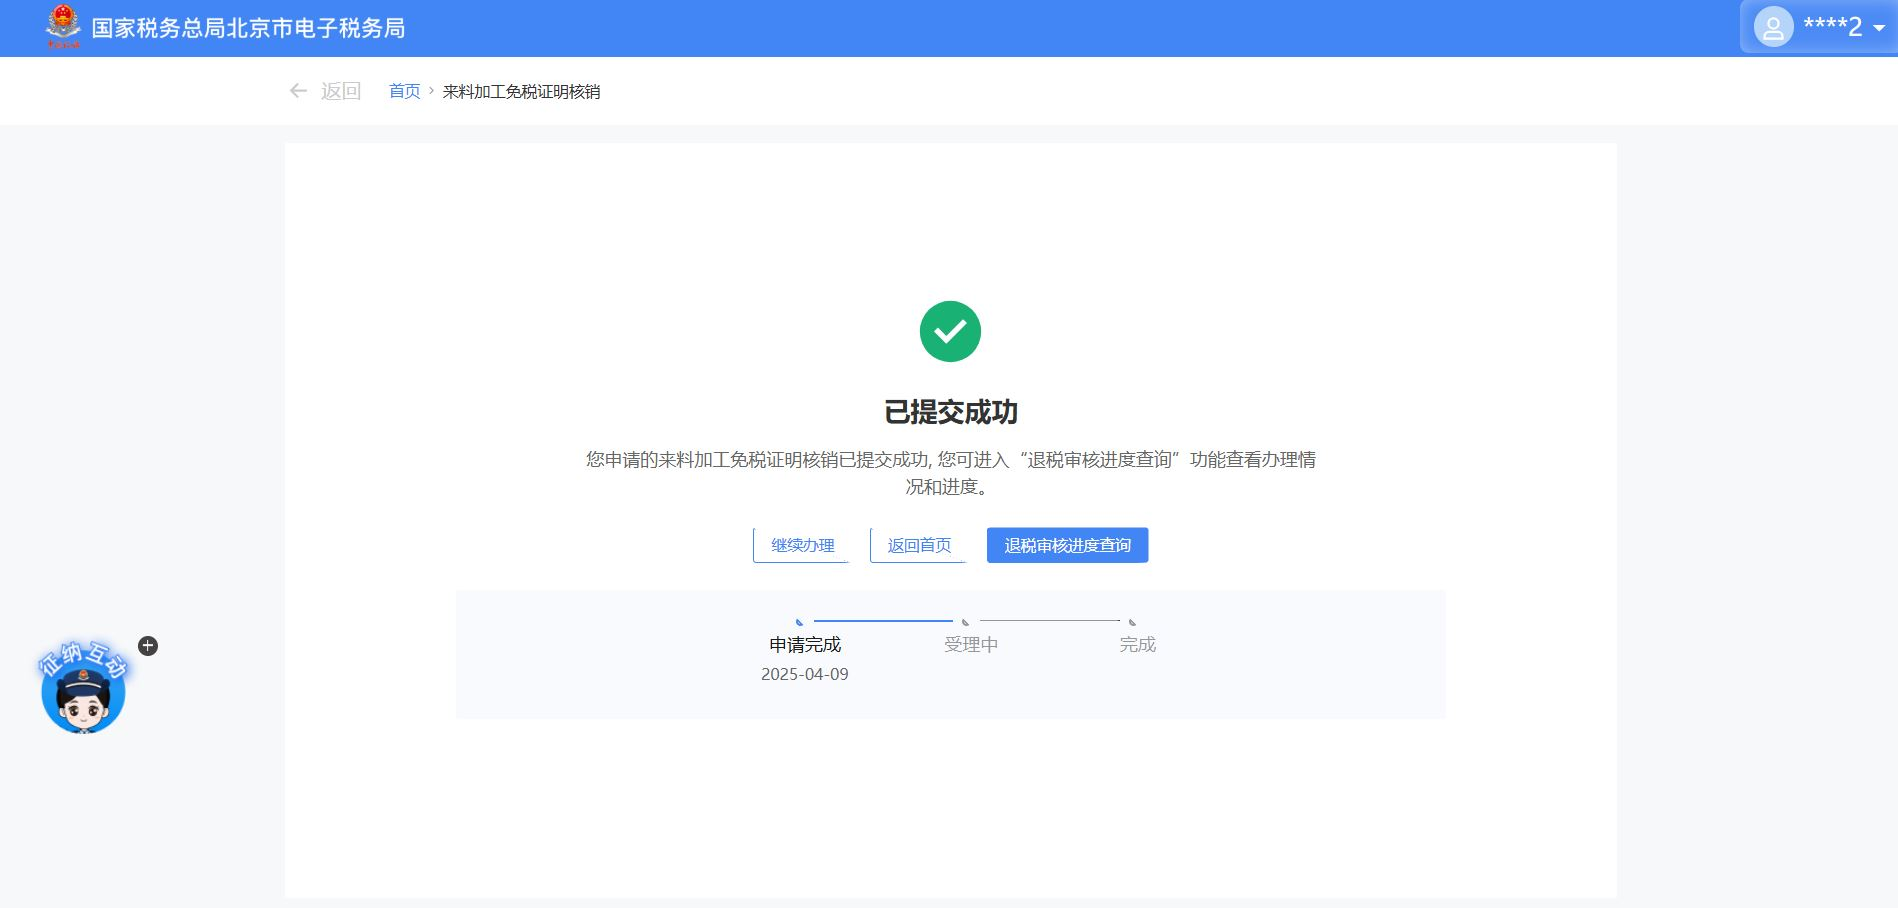 国家税务总局北京市电子税务局
****2
返回 首页 › 来料加工免税证明核销
已提交成功
您申请的来料加工免税证明核销已提交成功, 您可进入“退税审核进度查询”功能查看办理情
况和进度。
继续办理 返回首页 退税审核进度查询
申请完成 受理中 完成
2025-04-09
征纳互动